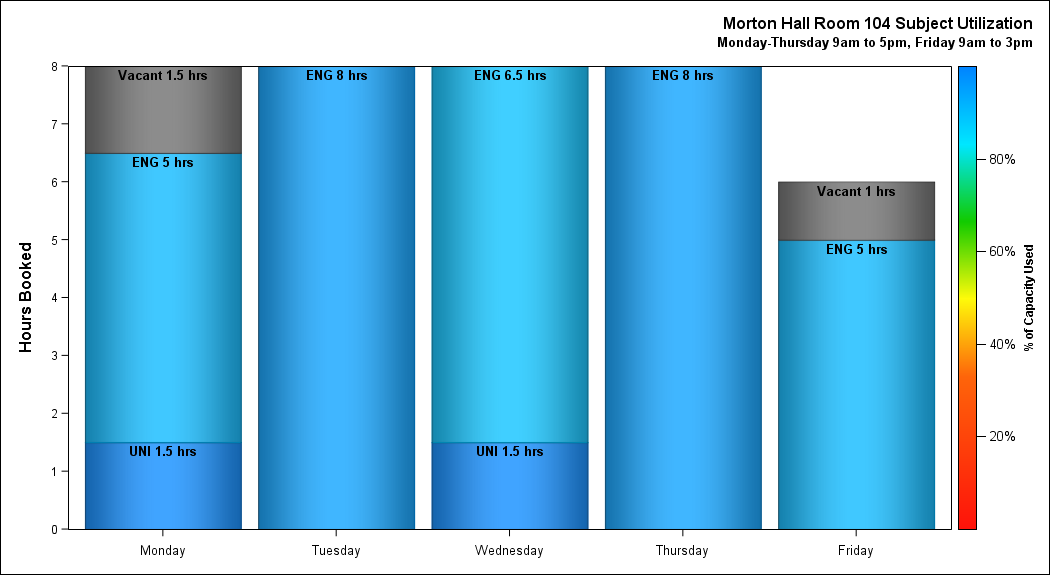 Morton Hall Room 104 Subject Utilization
Monday-Thursday 9am to 5pm, Friday 9am to 3pm
Hours Booked
8
7
6
5
4
3
2
1
0
Vacant 1.5 hrs
ENG 5 hrs
UNI 1.5 hrs
ENG 8 hrs
ENG 6.5 hrs
UNI 1.5 hrs
ENG 8 hrs
Vacant 1 hrs
ENG 5 hrs
Monday
Tuesday
Wednesday
Thursday
Friday
80%
60%
40%
20%
% of Capacity Used